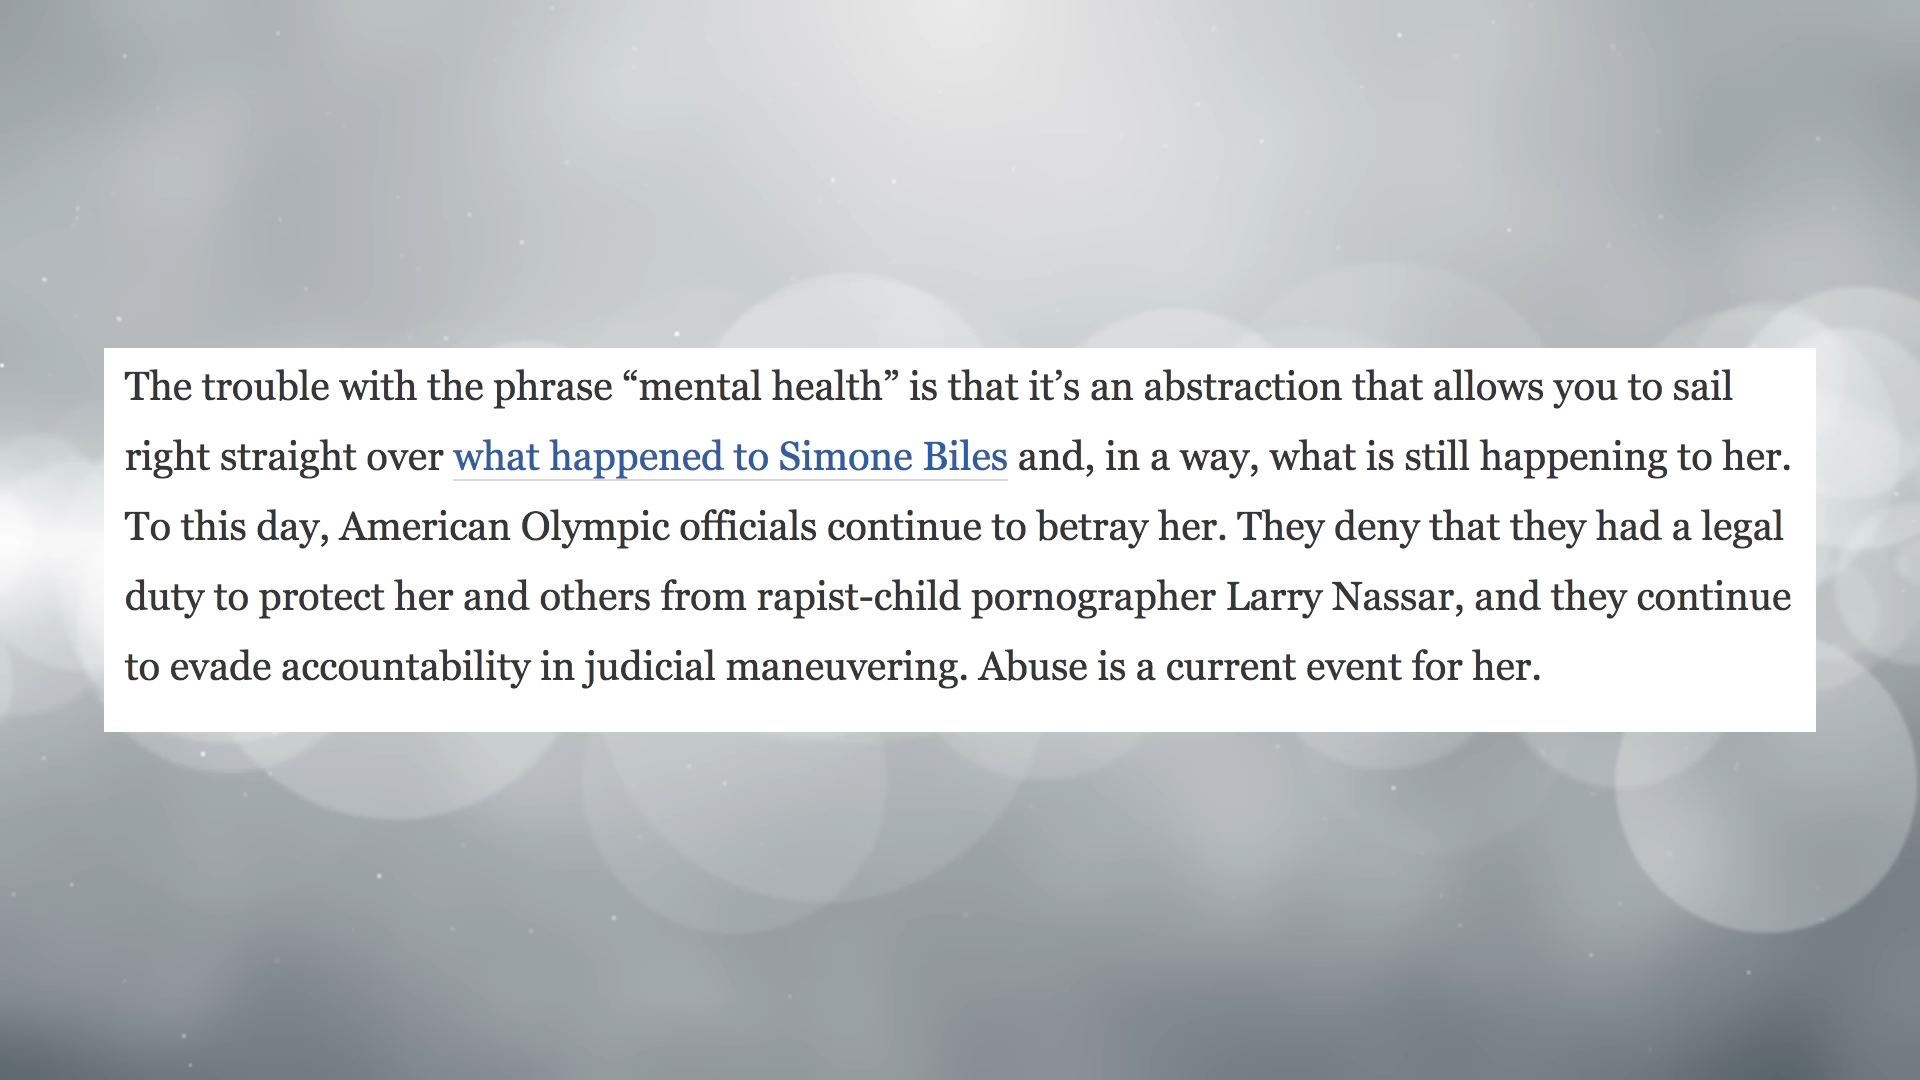 The trouble with the phrase “mental health” is that it’s an abstraction that allows you to sail
right straight over what happened to Simone Biles and, in a way, what is still happening to her.
To this day, American Olympic officials continue to betray her. They deny that they had a legal
duty to protect her and others from rapist-child pornographer Larry Nassar, and they continue
to evade accountability in judicial maneuvering. Abuse is a current event for her.